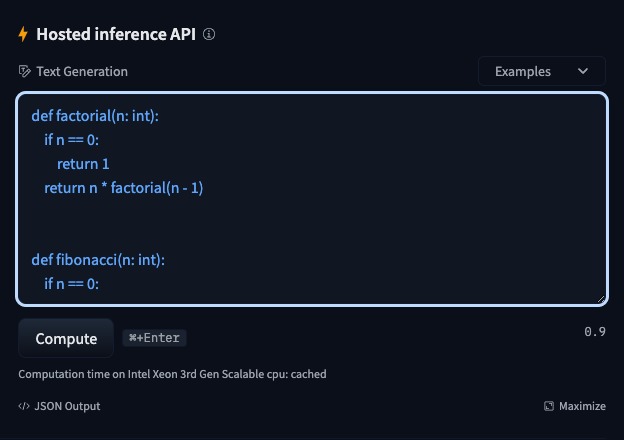 Hosted inference API
Text Generation
Examples
def factorial(n: int):
    if n == 0:
        return 1
    return n * factorial(n - 1)
def fibonacci(n: int):
    if n == 0:
Compute
⌘+Enter
0.9
Computation time on Intel Xeon 3rd Gen Scalable cpu: cached
</> JSON Output
Maximize